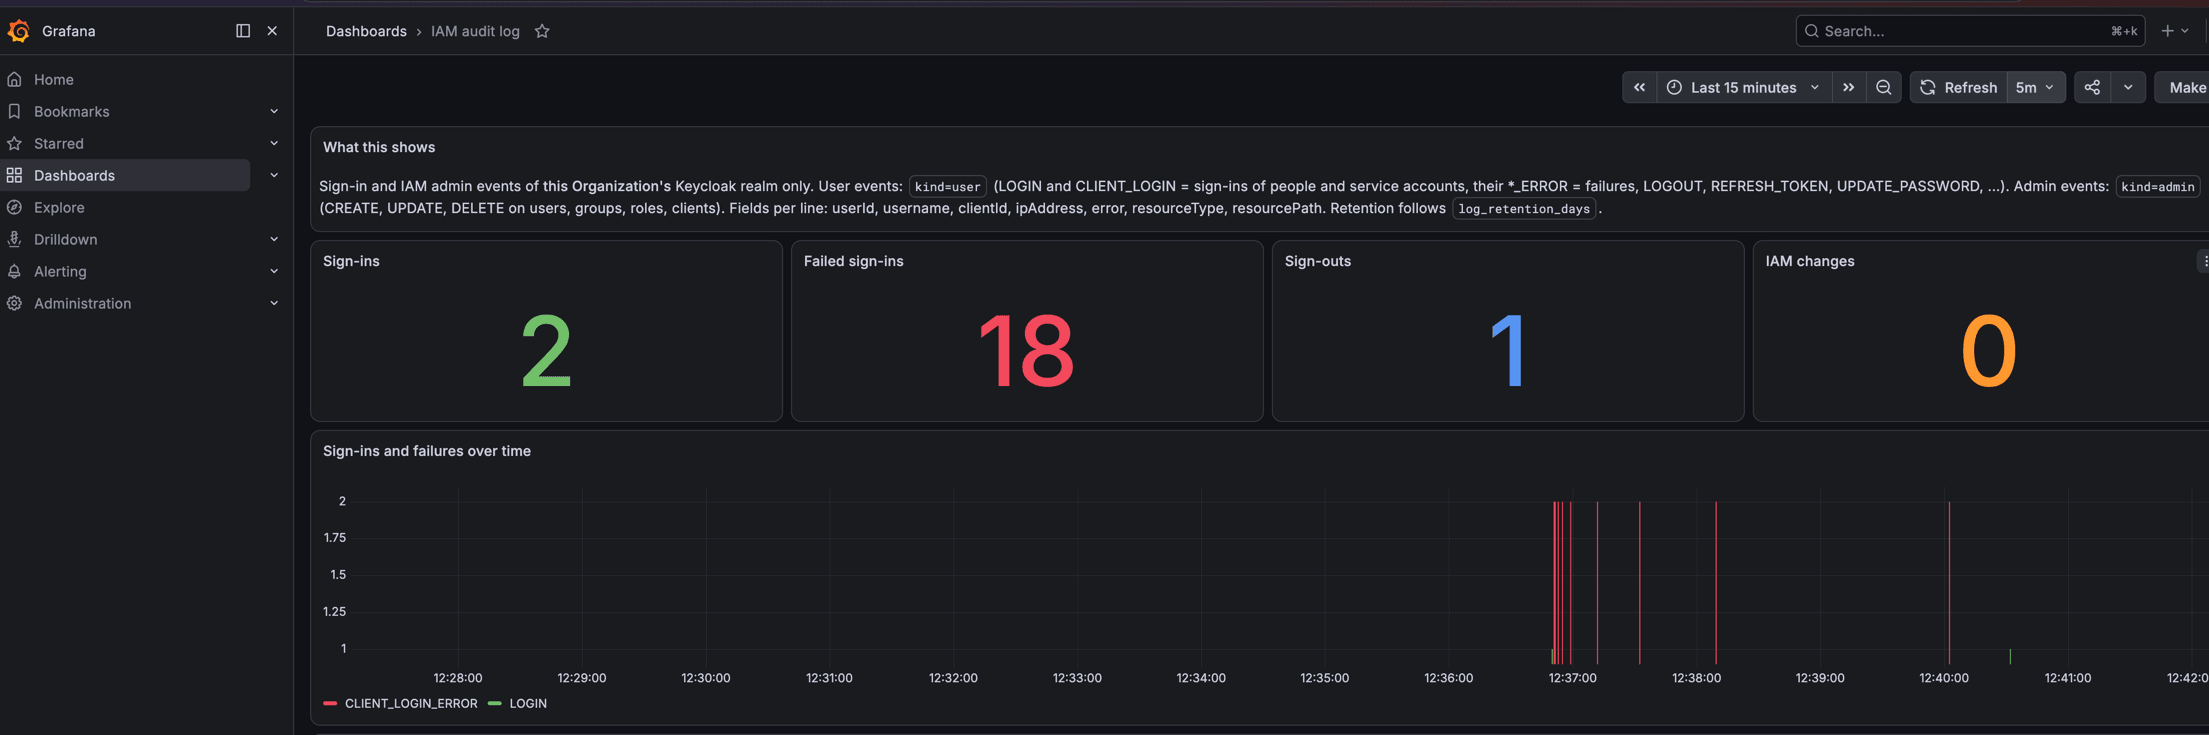 Grafana
Dashboards › IAM audit log
Search... ⌘+k
Home
Bookmarks
Starred
Dashboards
Explore
Drilldown
Alerting
Administration
Last 15 minutes
Refresh 5m
Make
What this shows
Sign-in and IAM admin events of this Organization's Keycloak realm only. User events: kind=user (LOGIN and CLIENT_LOGIN = sign-ins of people and service accounts, their *_ERROR = failures, LOGOUT, REFRESH_TOKEN, UPDATE_PASSWORD, ...). Admin events: kind=admin
(CREATE, UPDATE, DELETE on users, groups, roles, clients). Fields per line: userId, username, clientId, ipAddress, error, resourceType, resourcePath. Retention follows log_retention_days .
Sign-ins
2
Failed sign-ins
18
Sign-outs
1
IAM changes
0
Sign-ins and failures over time
2
1.75
1.5
1.25
1
12:28:00 12:29:00 12:30:00 12:31:00 12:32:00 12:33:00 12:34:00 12:35:00 12:36:00 12:37:00 12:38:00 12:39:00 12:40:00 12:41:00 12:42:0
CLIENT_LOGIN_ERROR LOGIN